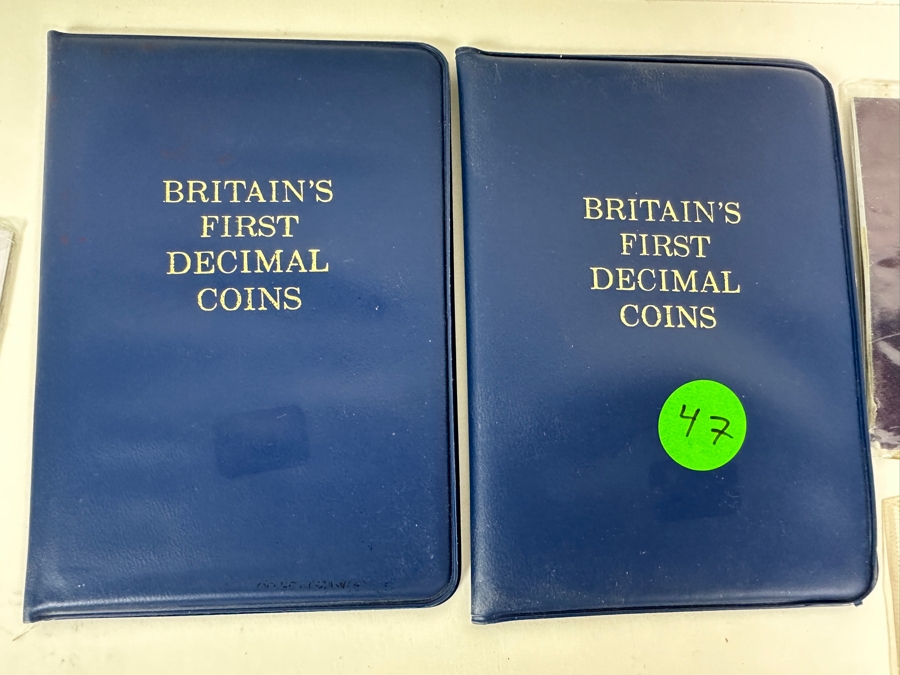 BRITAIN'S
FIRST
DECIMAL
COINS
BRITAIN'S
FIRST
DECIMAL
COINS
47